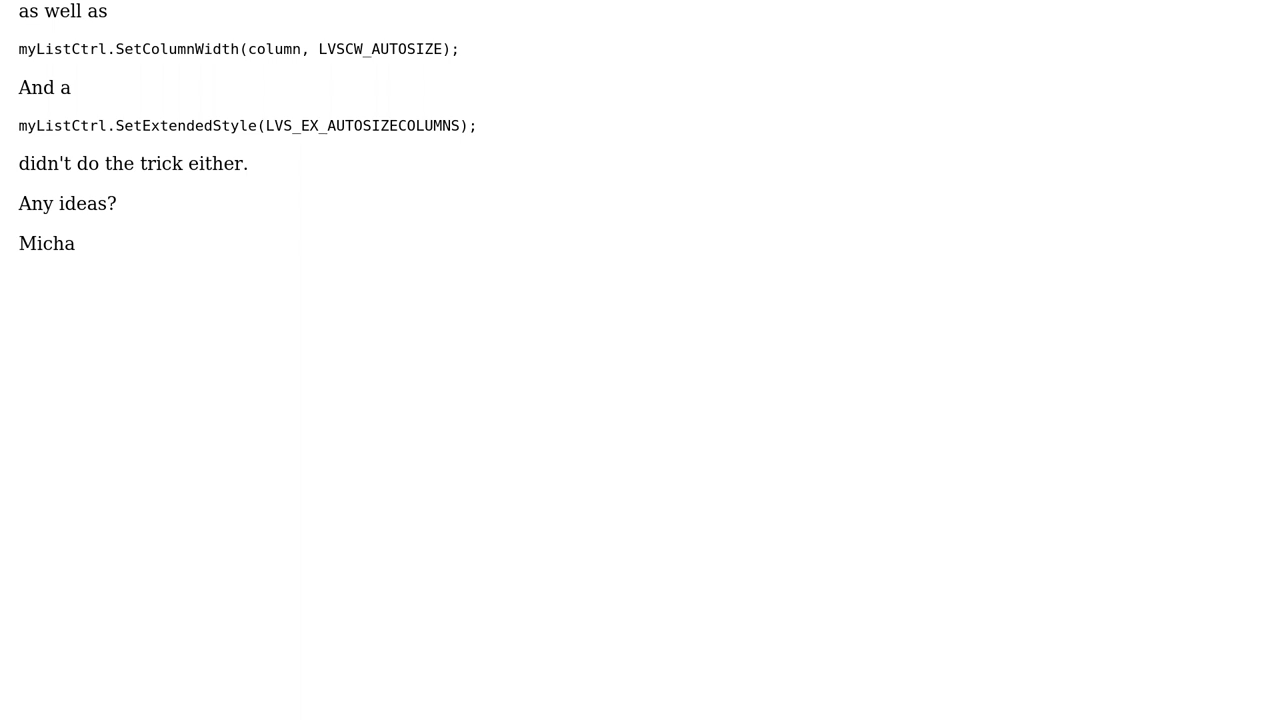 as well as
myListCtrl.SetColumnWidth(column, LVSCW_AUTOSIZE);
And a
myListCtrl.SetExtendedStyle(LVS_EX_AUTOSIZECOLUMNS);
didn't do the trick either.
Any ideas?
Micha